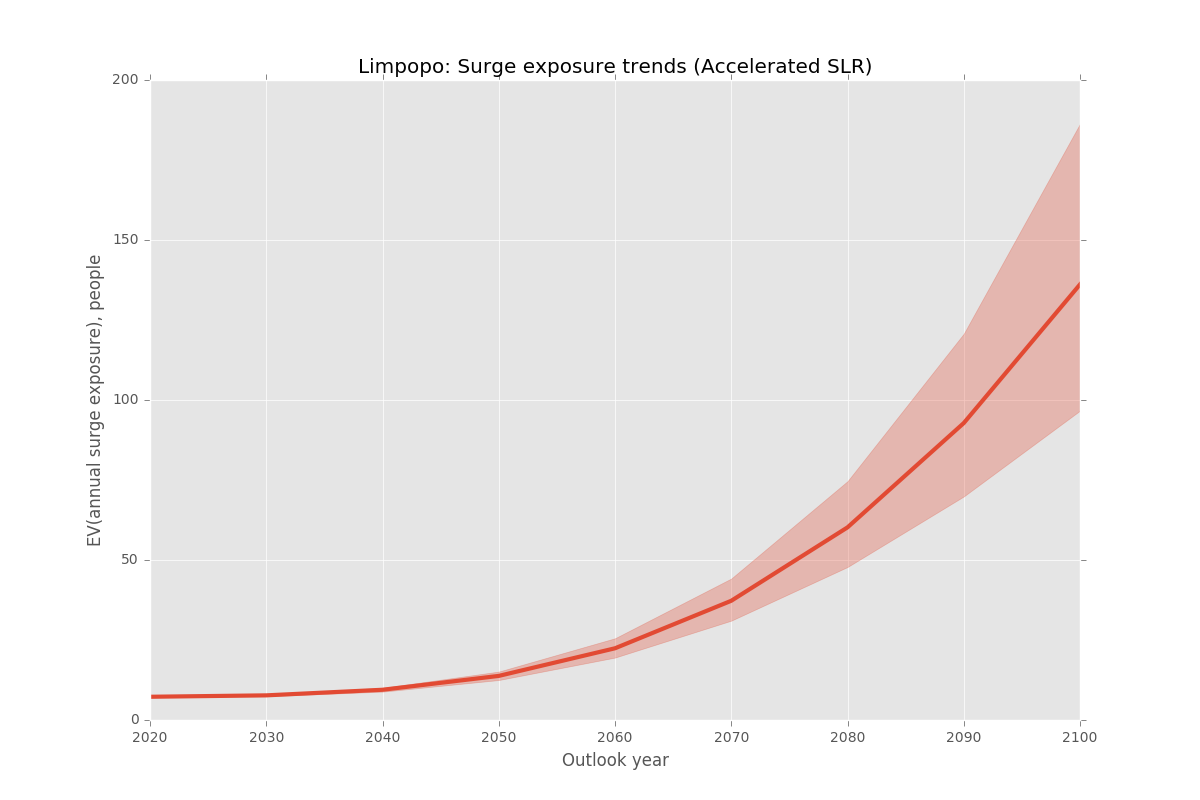 Limpopo: Surge exposure trends (Accelerated SLR)
EV(annual surge exposure), people
200
150
100
50
0
2020 2030 2040 2050 2060 2070 2080 2090 2100
Outlook year